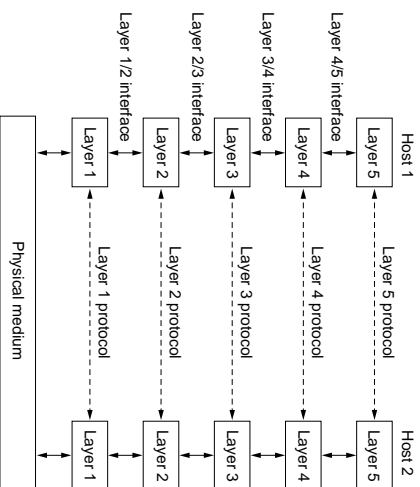 Host 1
Host 2
Layer 5
Layer 5 protocol
Layer 5
Layer 4/5 interface
Layer 4
Layer 4 protocol
Layer 4
Layer 3/4 interface
Layer 3
Layer 3 protocol
Layer 3
Layer 2/3 interface
Layer 2
Layer 2 protocol
Layer 2
Layer 1/2 interface
Layer 1
Layer 1 protocol
Layer 1
Physical medium